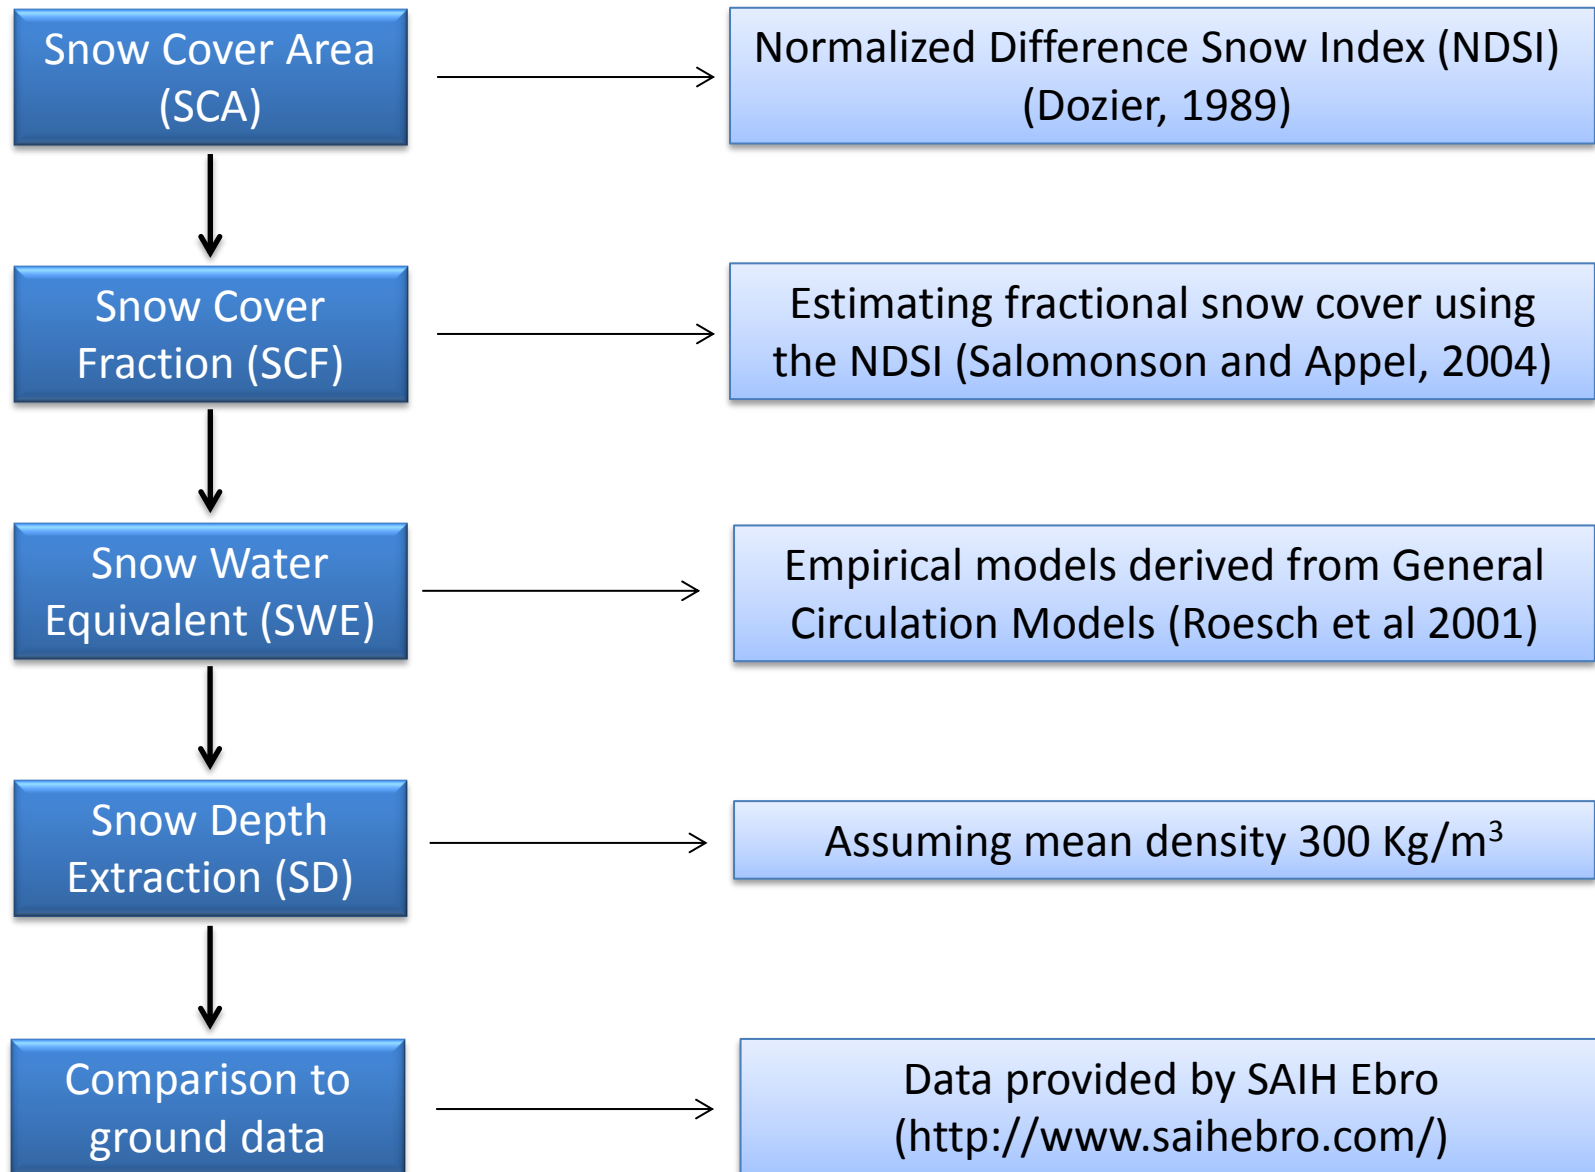 Snow Cover Area
(SCA)
Normalized Difference Snow Index (NDSI)
(Dozier, 1989)
Snow Cover
Fraction (SCF)
Estimating fractional snow cover using
the NDSI (Salomonson and Appel, 2004)
Snow Water
Equivalent (SWE)
Empirical models derived from General
Circulation Models (Roesch et al 2001)
Snow Depth
Extraction (SD)
Assuming mean density 300 Kg/m³
Comparison to
ground data
Data provided by SAIH Ebro
(http://www.saihebro.com/)